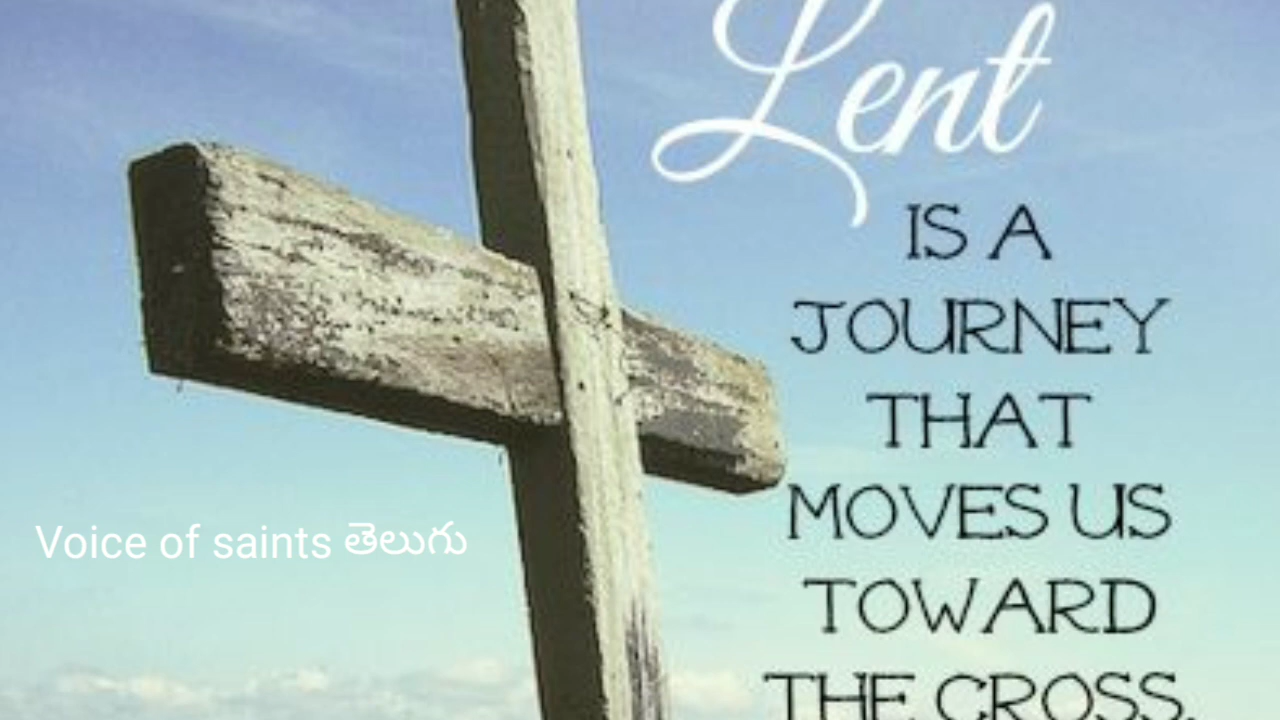 Lent
IS A
JOURNEY
THAT
MOVES US
TOWARD
THE CROSS.
Voice of saints తెలుగు